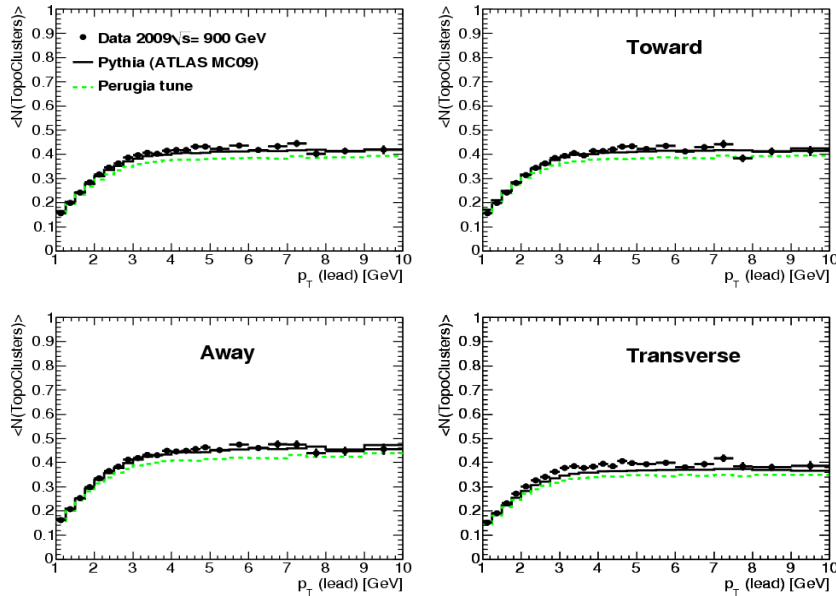 <N(TopoClusters)>
1
0.9
0.8
0.7
0.6
0.5
0.4
0.3
0.2
0.1
0
Data 2009√s= 900 GeV
Pythia (ATLAS MC09)
Perugia tune
1 2 3 4 5 6 7 8 9 10
p_T (lead) [GeV]
<N(TopoClusters)>
1
0.9
0.8
0.7
0.6
0.5
0.4
0.3
0.2
0.1
0
Toward
1 2 3 4 5 6 7 8 9 10
p_T (lead) [GeV]
<N(TopoClusters)>
1
0.9
0.8
0.7
0.6
0.5
0.4
0.3
0.2
0.1
0
Away
1 2 3 4 5 6 7 8 9 10
p_T (lead) [GeV]
<N(TopoClusters)>
1
0.9
0.8
0.7
0.6
0.5
0.4
0.3
0.2
0.1
0
Transverse
1 2 3 4 5 6 7 8 9 10
p_T (lead) [GeV]